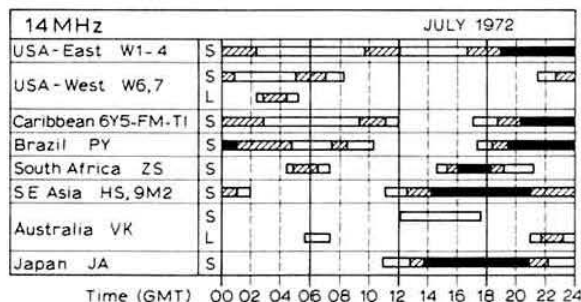 14MHz JULY 1972
USA-East W1-4 S
USA-West W6,7 S
L
Caribbean 6Y5-FM-TI S
Brazil PY S
South Africa ZS S
SE Asia HS, 9M2 S
Australia VK S
L
Japan JA S
Time (GMT) 00 02 04 06 08 10 12 14 16 18 20 22 24